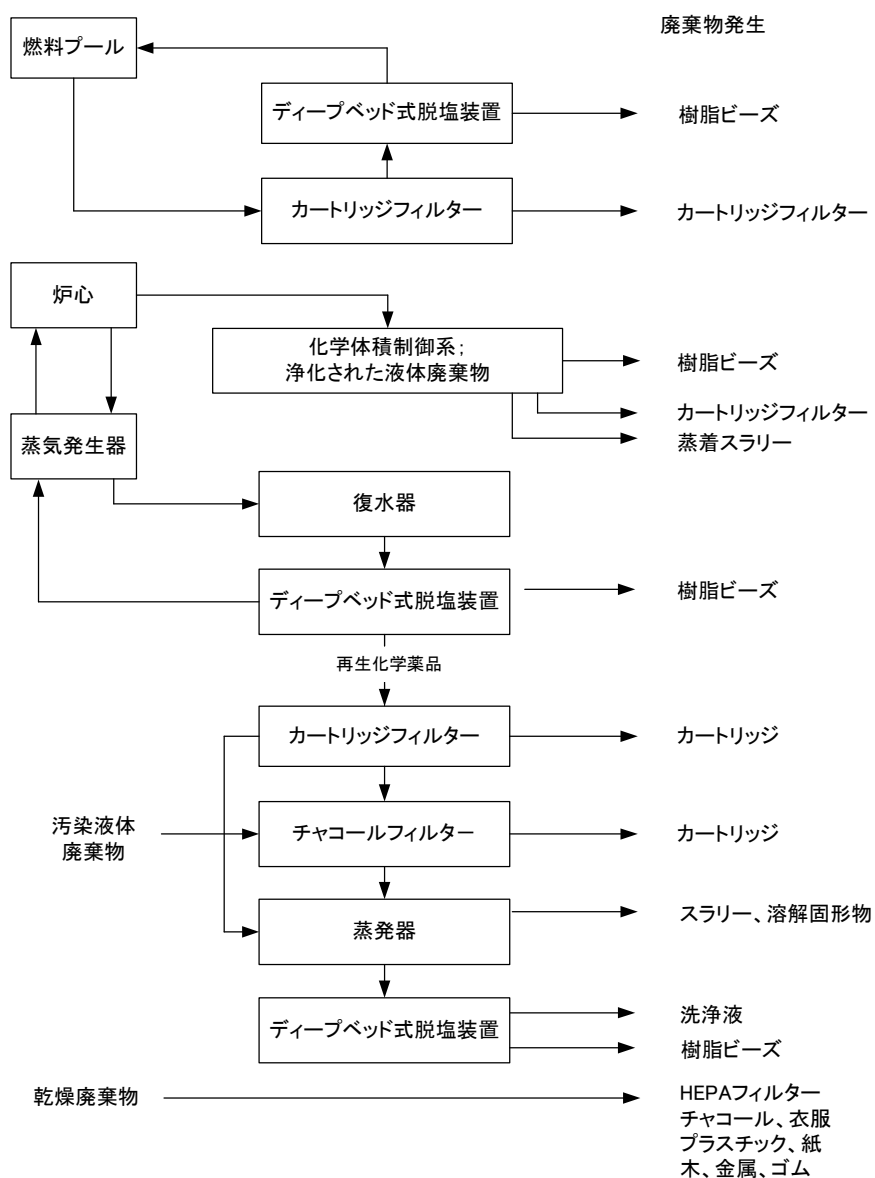 廃棄物発生
燃料プール
ディープベッド式脱塩装置
樹脂ビーズ
カートリッジフィルター
カートリッジフィルター
炉心
化学体積制御系;
浄化された液体廃棄物
樹脂ビーズ
カートリッジフィルター
蒸着スラリー
蒸気発生器
復水器
ディープベッド式脱塩装置
樹脂ビーズ
再生化学薬品
カートリッジフィルター
カートリッジ
汚染液体
廃棄物
チャコールフィルター
カートリッジ
蒸発器
スラリー、溶解固形物
ディープベッド式脱塩装置
洗浄液
樹脂ビーズ
乾燥廃棄物
HEPAフィルター
チャコール、衣服
プラスチック、紙
木、金属、ゴム